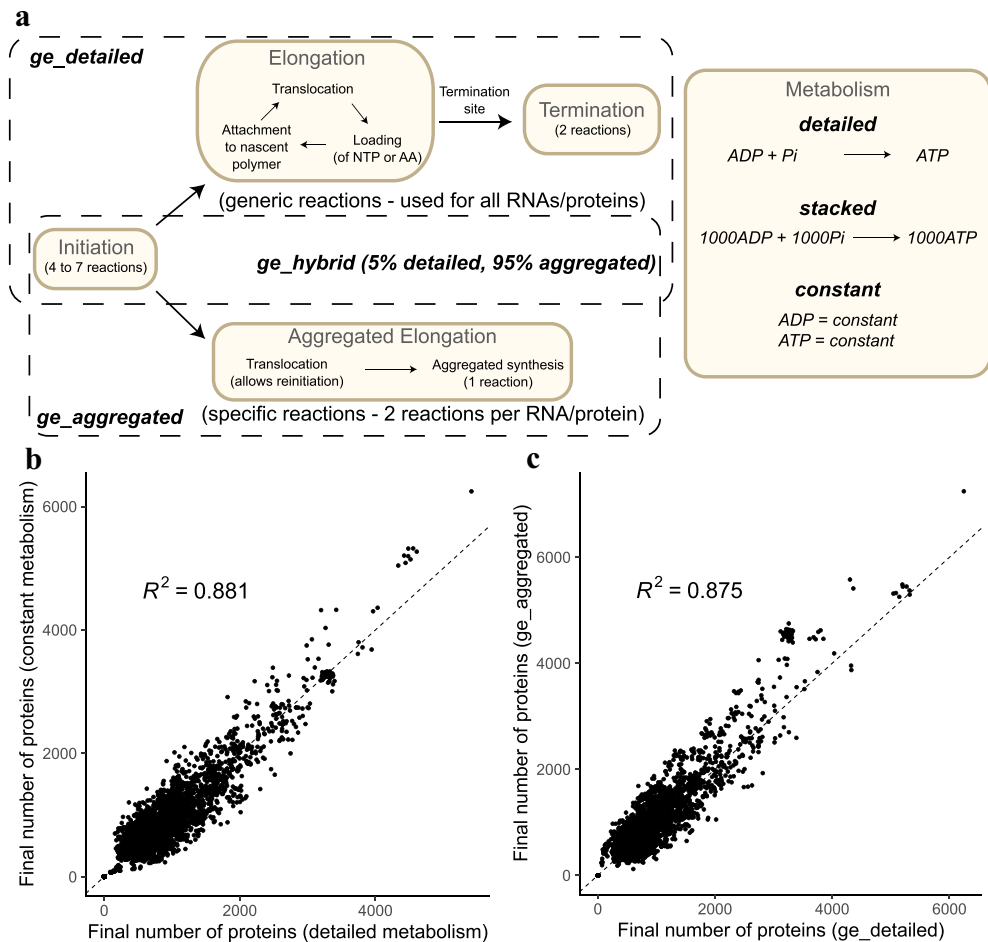 a
ge_detailed
Elongation
Translocation
Attachment
to nascent
polymer
Loading
(of NTP or AA)
Termination
site
Termination
(2 reactions)
(generic reactions - used for all RNAs/proteins)
Initiation
(4 to 7 reactions)
ge_hybrid (5% detailed, 95% aggregated)
Aggregated Elongation
Translocation
(allows reinitiation)
Aggregated synthesis
(1 reaction)
ge_aggregated
(specific reactions - 2 reactions per RNA/protein)
Metabolism
detailed
ADP + Pi ATP
stacked
1000ADP + 1000Pi 1000ATP
constant
ADP = constant
ATP = constant
b
Final number of proteins (constant metabolism)
6000
4000
2000
0
R² = 0.881
0 2000 4000
Final number of proteins (detailed metabolism)
c
Final number of proteins (ge_aggregated)
6000
4000
2000
0
R² = 0.875
0 2000 4000 6000
Final number of proteins (ge_detailed)